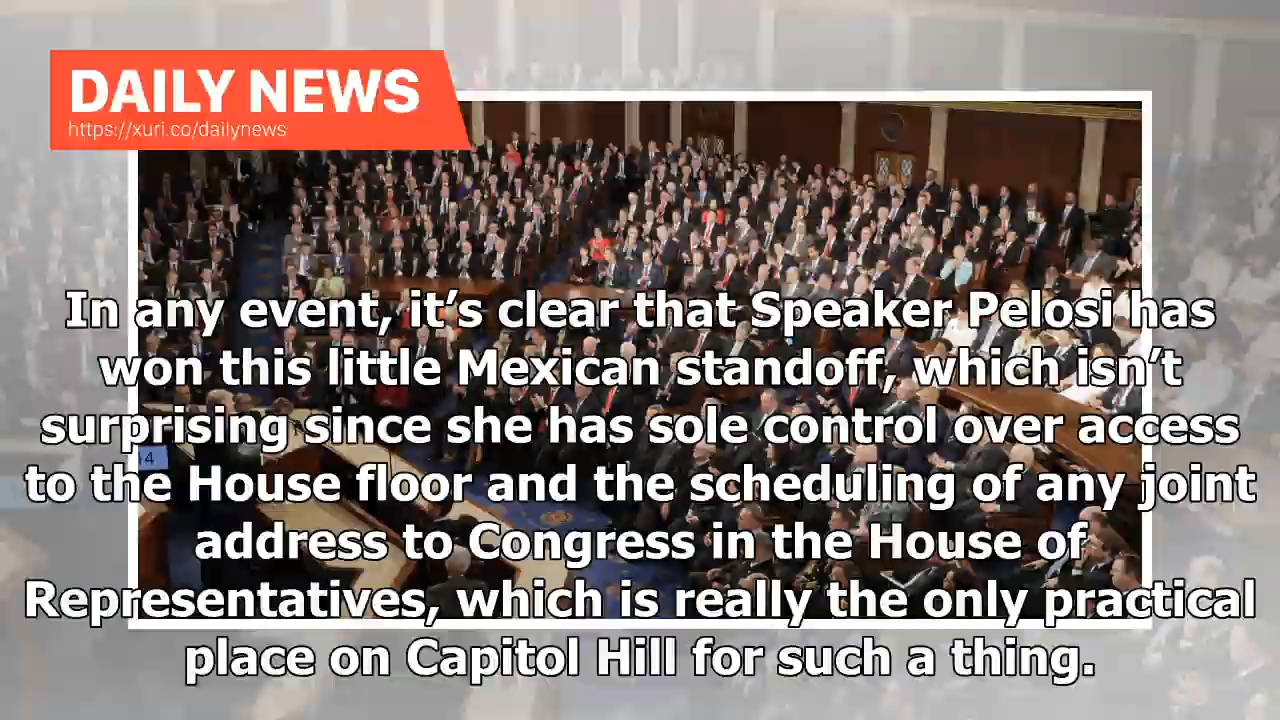 DAILY NEWS
https://xuri.co/dailynews
In any event, it’s clear that Speaker Pelosi has
won this little Mexican standoff, which isn’t
surprising since she has sole control over access
to the House floor and the scheduling of any joint
address to Congress in the House of
Representatives, which is really the only practical
place on Capitol Hill for such a thing.
14